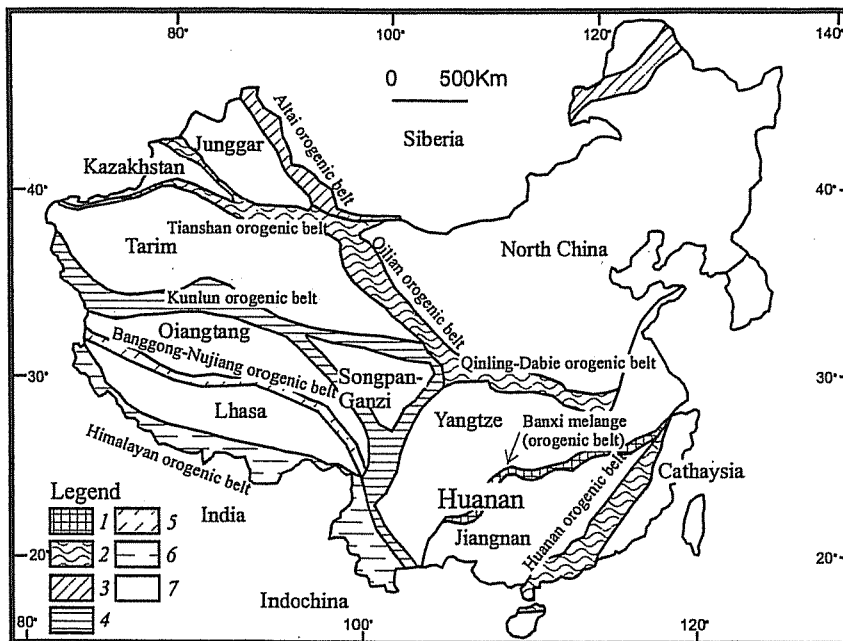 80°
100°
120°
140°
0 500Km
Altai orogenic belt
Siberia
Junggar
Kazakhstan
40°
40°
Tianshan orogenic belt
Tarim
Qilian orogenic belt
North China
Kunlun orogenic belt
Qiangtang
Banggong-Nujiang orogenic belt
Qinling-Dabie orogenic belt
30°
30°
Songpan-
Ganzi
Lhasa
Yangtze
Banxi melange
(orogenic belt)
Himalayan orogenic belt
Cathaysia
Legend
India
Huanan
Huanan orogenic belt
Jiangnan
1
5
2
6
3
7
4
20°
20°
Indochina
80°
100°
120°